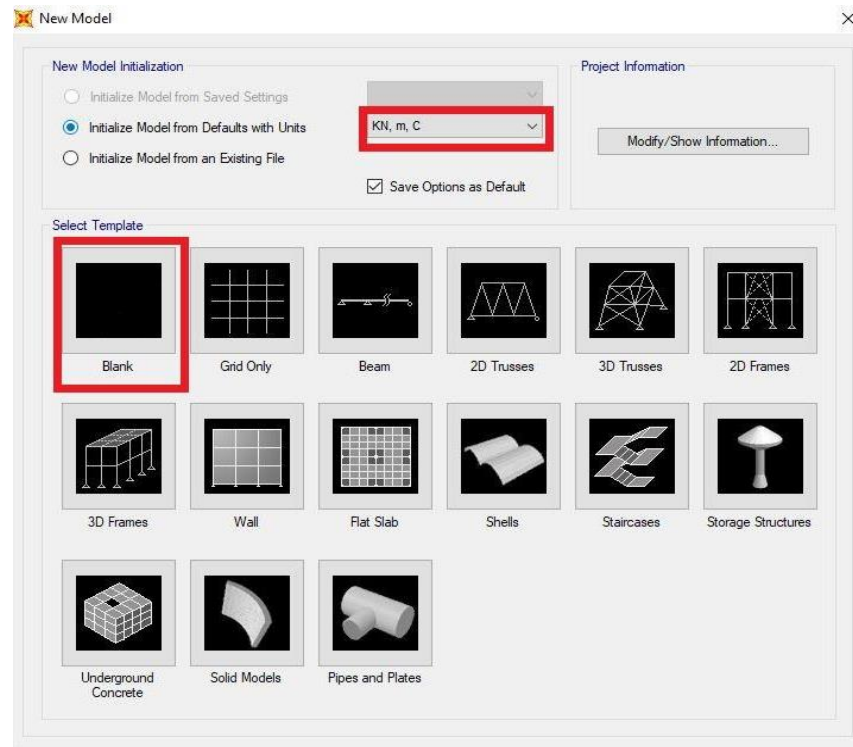 New Model
New Model Initialization
Project Information
Initialize Model from Saved Settings
Initialize Model from Defaults with Units
KN, m, C
Modify/Show Information...
Initialize Model from an Existing File
Save Options as Default
Select Template
Blank
Grid Only
Beam
2D Trusses
3D Trusses
2D Frames
3D Frames
Wall
Flat Slab
Shells
Staircases
Storage Structures
Underground
Concrete
Solid Models
Pipes and Plates